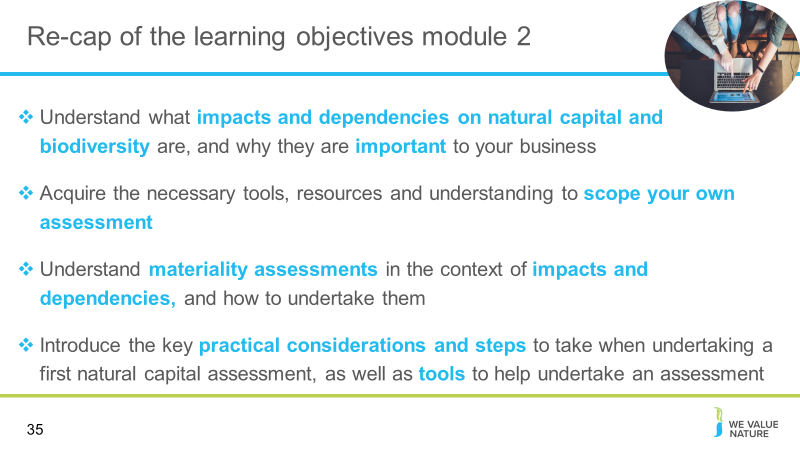 Re-cap of the learning objectives module 2
❖ Understand what impacts and dependencies on natural capital and
biodiversity are, and why they are important to your business
❖ Acquire the necessary tools, resources and understanding to scope your own
assessment
❖ Understand materiality assessments in the context of impacts and
dependencies, and how to undertake them
❖ Introduce the key practical considerations and steps to take when undertaking a
first natural capital assessment, as well as tools to help undertake an assessment
35
WE VALUE
NATURE